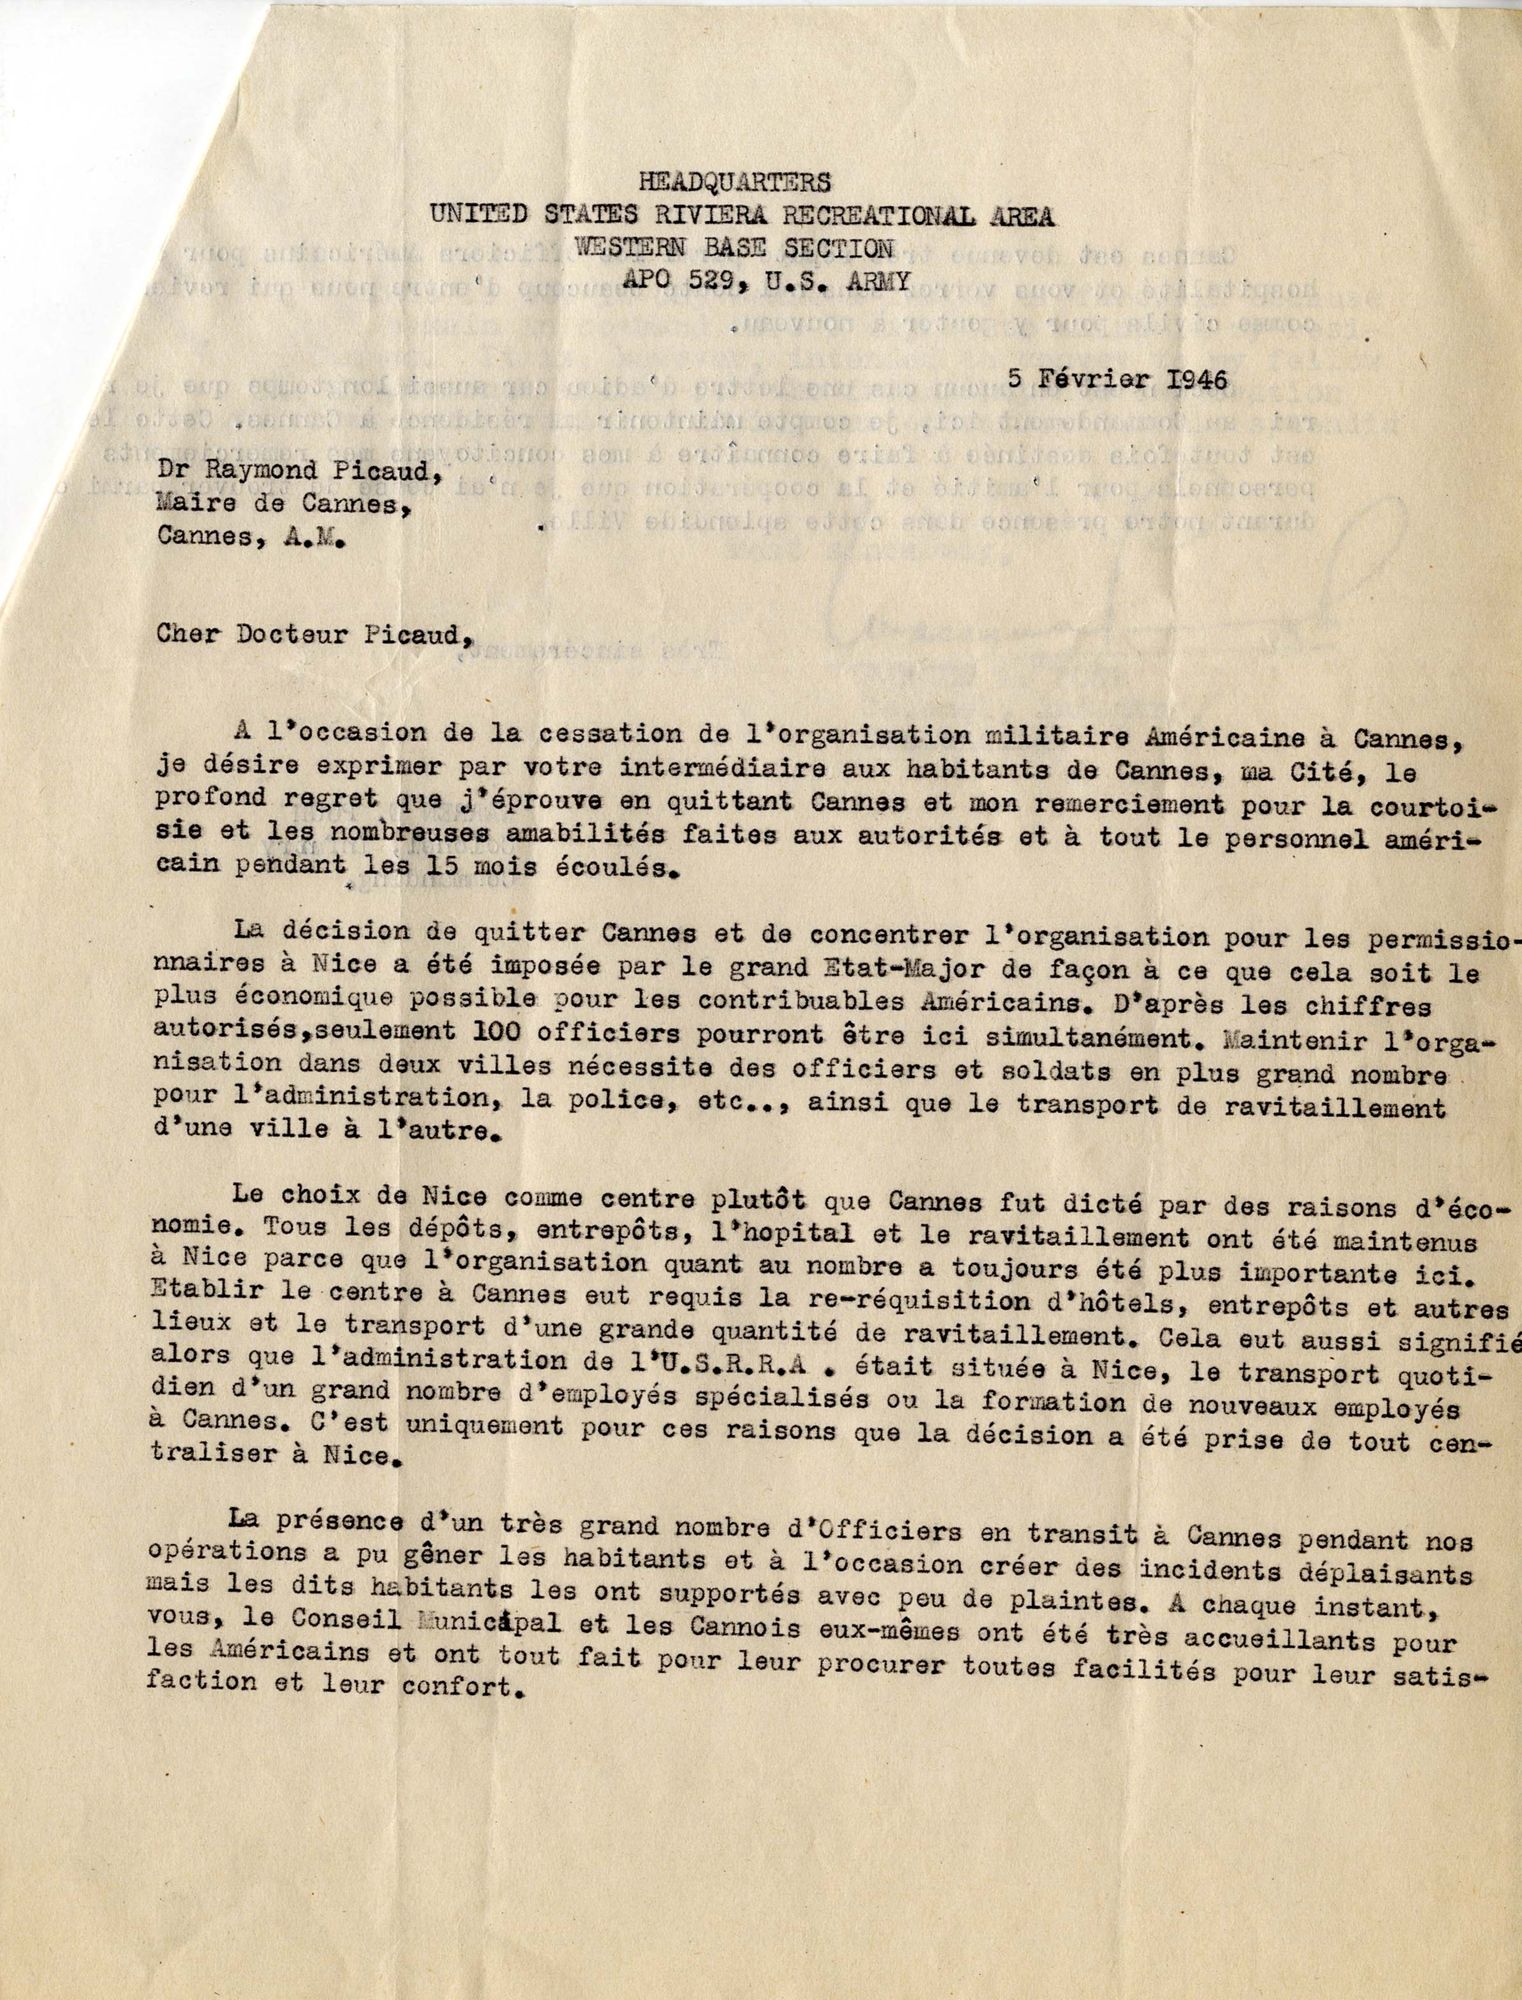 HEADQUARTERS
UNITED STATES RIVIERA RECREATIONAL AREA
WESTERN BASE SECTION
APO 529, U.S. ARMY
5 Février 1946
Dr Raymond Picaud,
Maire de Cannes,
Cannes, A.M.
Cher Docteur Picaud,
A l'occasion de la cessation de l'organisation militaire Américaine à Cannes,
je désire exprimer par votre intermédiaire aux habitants de Cannes, ma Cité, le
profond regret que j'éprouve en quittant Cannes et mon remerciement pour la courtoi-
sie et les nombreuses amabilités faites aux autorités et à tout le personnel améri-
cain pendant les 15 mois écoulés.
La décision de quitter Cannes et de concentrer l'organisation pour les permissio-
nnaires à Nice a été imposée par le grand Etat-Major de façon à ce que cela soit le
plus économique possible pour les contribuables Américains. D'après les chiffres
autorisés,seulement 100 officiers pourront être ici simultanément. Maintenir l'orga-
nisation dans deux villes nécessite des officiers et soldats en plus grand nombre
pour l'administration, la police, etc.., ainsi que le transport de ravitaillement
d'une ville à l'autre.
Le choix de Nice comme centre plutôt que Cannes fut dicté par des raisons d'éco-
nomie. Tous les dépôts, entrepôts, l'hopital et le ravitaillement ont été maintenus
à Nice parce que l'organisation quant au nombre a toujours été plus importante ici.
Etablir le centre à Cannes eut requis la re-réquisition d'hôtels, entrepôts et autres
lieux et le transport d'une grande quantité de ravitaillement. Cela eut aussi signifié
alors que l'administration de l'U.S.R.R.A . était située à Nice, le transport quoti-
dien d'un grand nombre d'employés spécialisés ou la formation de nouveaux employés
à Cannes. C'est uniquement pour ces raisons que la décision a été prise de tout cen-
traliser à Nice.
La présence d'un très grand nombre d'Officiers en transit à Cannes pendant nos
opérations a pu gêner les habitants et à l'occasion créer des incidents déplaisants
mais les dits habitants les ont supportés avec peu de plaintes. A chaque instant,
vous, le Conseil Municipal et les Cannois eux-mêmes ont été très accueillants pour
les Américains et ont tout fait pour leur procurer toutes facilités pour leur satis-
faction et leur confort.